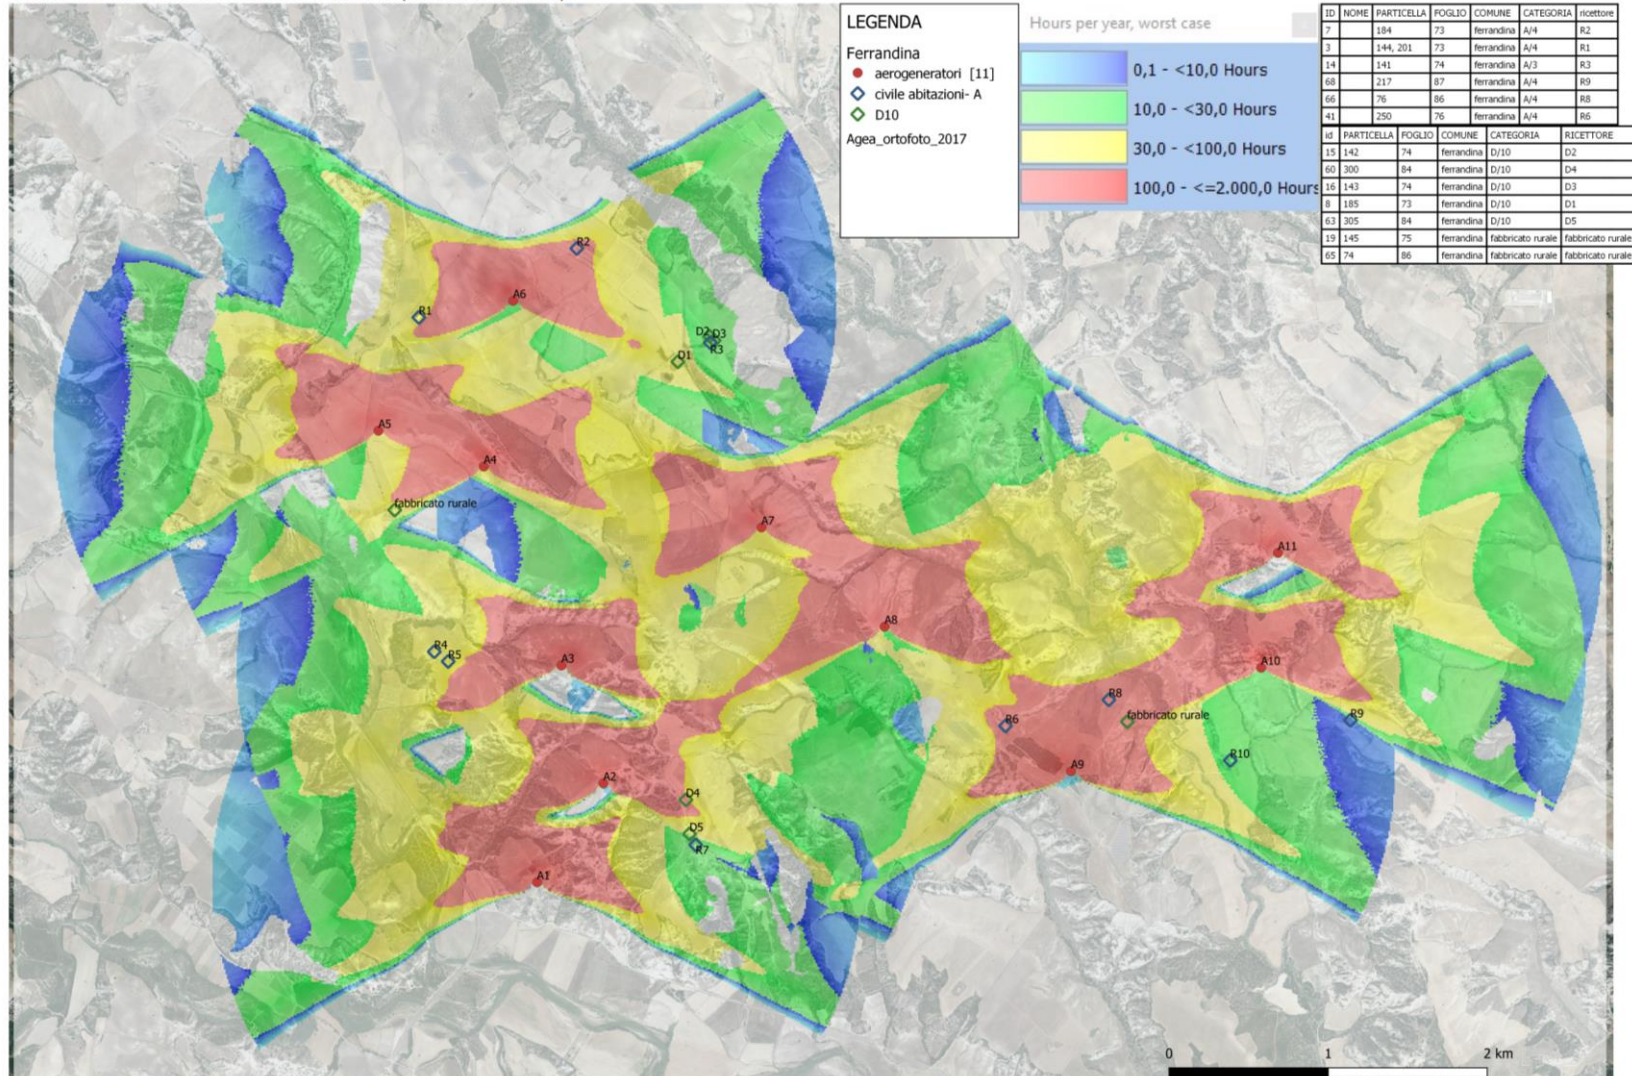 LEGENDA
Ferrandina
aerogeneratori [11]
civile abitazioni- A
D10
Agea_ortofoto_2017
Hours per year, worst case
0,1 - <10,0 Hours
10,0 - <30,0 Hours
30,0 - <100,0 Hours
100,0 - <=2.000,0 Hours
ID NOME PARTICELLA FOGLIO COMUNE CATEGORIA ricettore
7 184 73 ferrandina A/4 R2
3 144, 201 73 ferrandina A/4 R1
14 141 74 ferrandina A/3 R3
68 217 87 ferrandina A/4 R9
66 76 86 ferrandina A/4 R8
41 250 76 ferrandina A/4 R6
id PARTICELLA FOGLIO COMUNE CATEGORIA RICETTORE
15 142 74 ferrandina D/10 D2
60 300 84 ferrandina D/10 D4
16 143 74 ferrandina D/10 D3
8 185 73 ferrandina D/10 D1
63 305 84 ferrandina D/10 D5
19 145 75 ferrandina fabbricato rurale fabbricato rurale
65 74 86 ferrandina fabbricato rurale fabbricato rurale
R2
A6
R1
D2 D3
R3
D1
A5
A4
fabbricato rurale
A7
A11
A8
R4
R5
A3
A10
R8
R6
fabbricato rurale
R9
R10
A9
A2
D4
D5
R7
A1
0 1 2 km